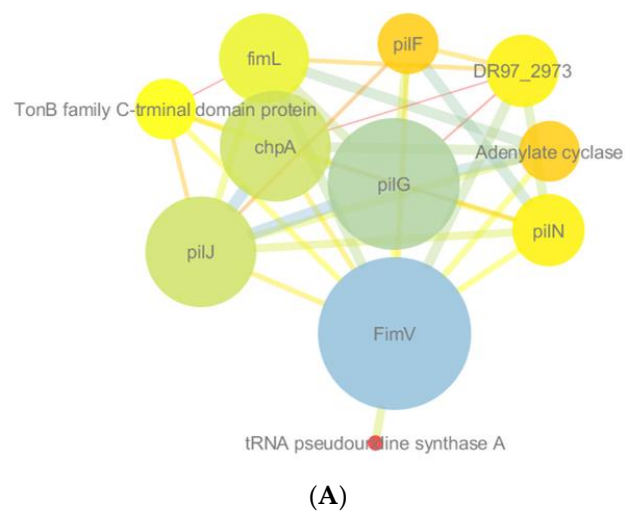 pilF
fimL
DR97_2973
TonB family C-trminal domain protein
chpA
Adenylate cyclase
pilG
pilN
pilJ
FimV
tRNA pseudouridine synthase A
(A)